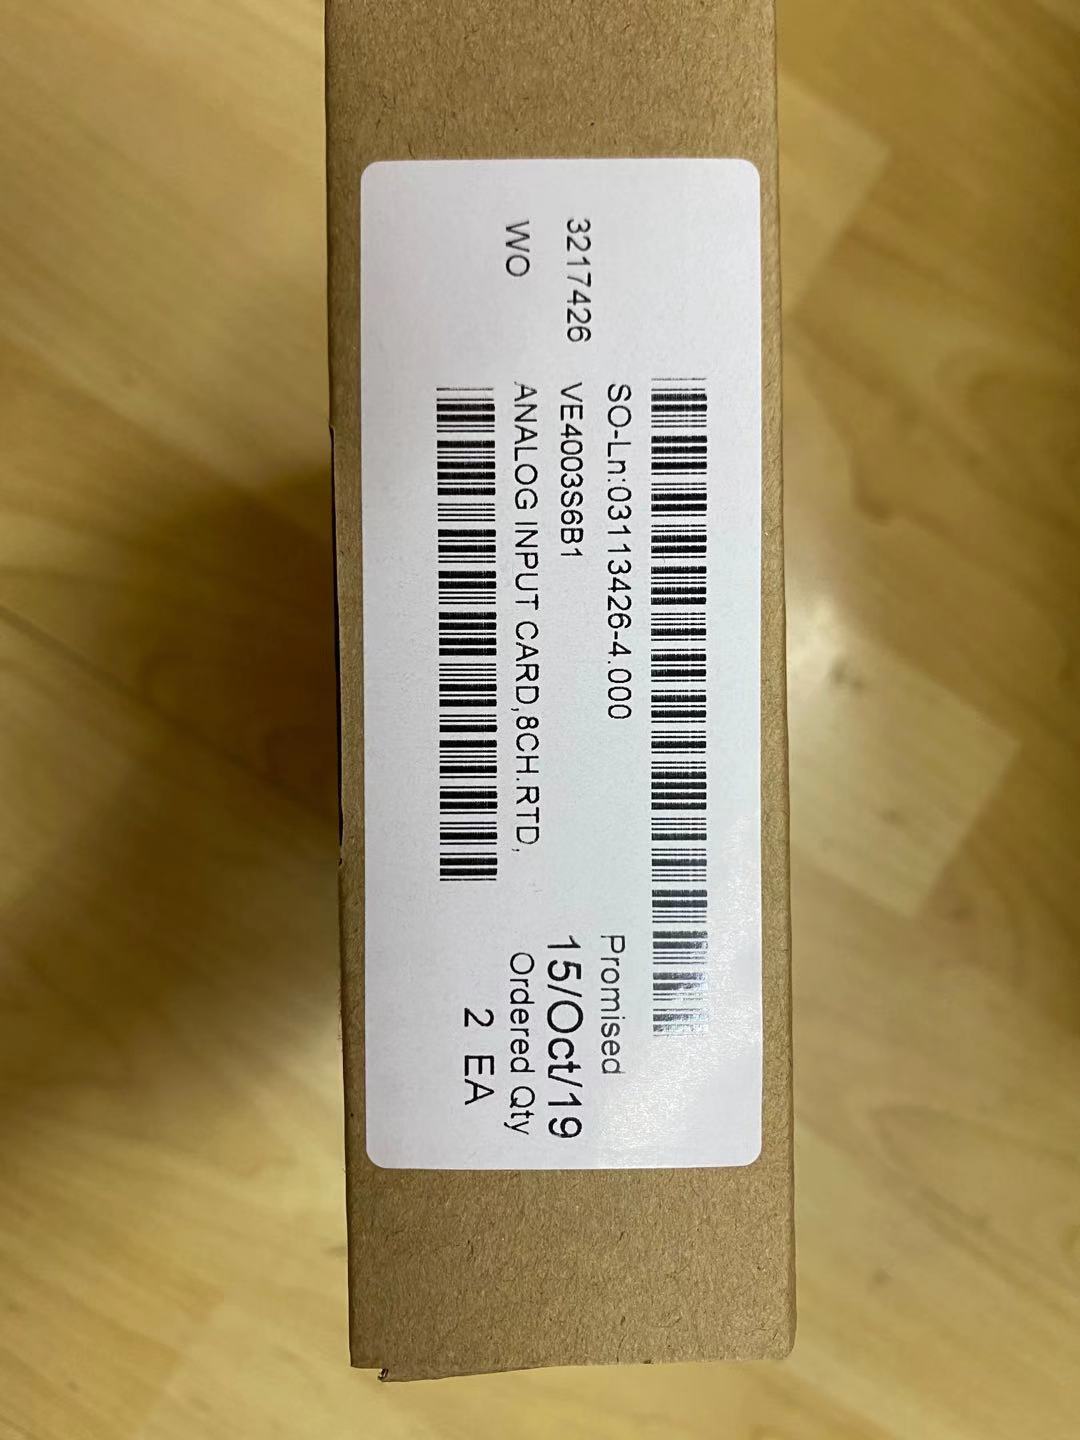 SO-Ln:03113426-4.000
Promised
3217426
VE4003S6B1
15/Oct/19
WO
ANALOG INPUT CARD,8CH.RTD,
Ordered Qty
2 EA